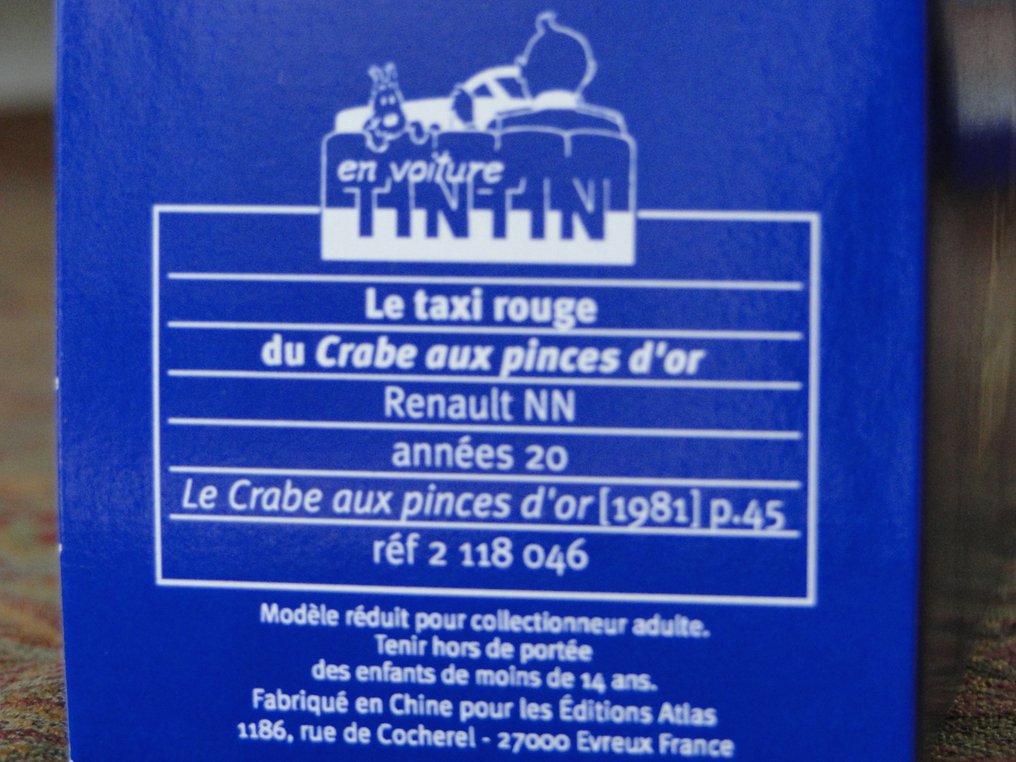 en voiture
TINTIN
Le taxi rouge
du Crabe aux pinces d'or
Renault NN
années 20
Le Crabe aux pinces d'or [1981] p.45
réf 2 118 046
Modèle réduit pour collectionneur adulte.
Tenir hors de portée
des enfants de moins de 14 ans.
Fabriqué en Chine pour les Éditions Atlas
1186, rue de Cocherel - 27000 Evreux France